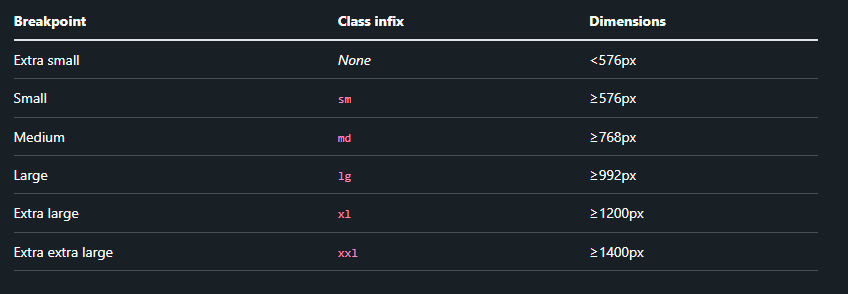 Breakpoint Class infix Dimensions
Extra small None <576px
Small sm ≥576px
Medium md ≥768px
Large lg ≥992px
Extra large xl ≥1200px
Extra extra large xxl ≥1400px